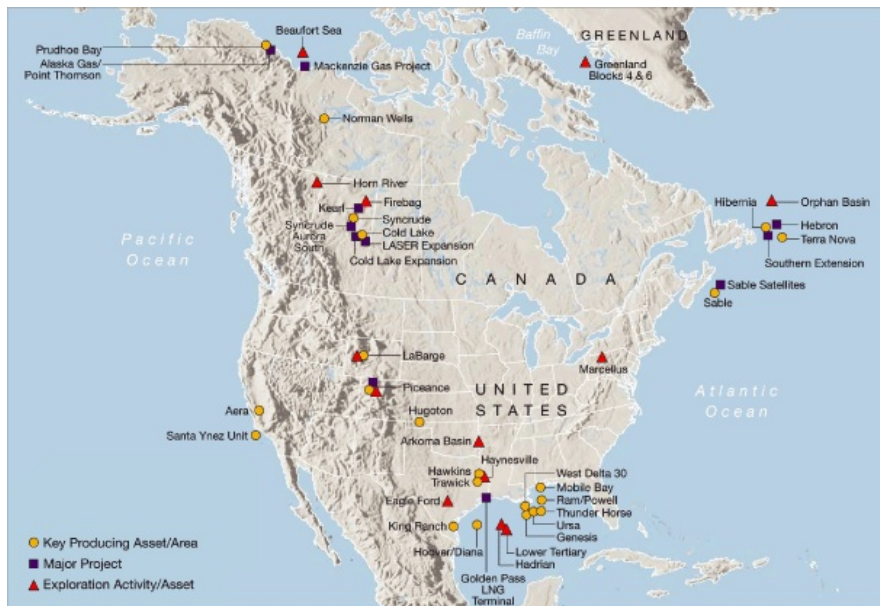 Beaufort Sea
Prudhoe Bay
Alaska Gas/
Point Thomson
Mackenzie Gas Project
Baffin
Bay
GREENLAND
Greenland
Blocks 4 & 6
Norman Wells
Horn River
Firebag
Kearl
Syncrude
Syncrude
Aurora
South
Cold Lake
LASER Expansion
Cold Lake Expansion
Hibernia
Orphan Basin
Hebron
Terra Nova
Southern Extension
Pacific
Ocean
CANADA
Sable Satellites
Sable
LaBarge
Marcellus
Piceance
UNITED
STATES
Atlantic
Ocean
Aera
Hugoton
Santa Ynez Unit
Arkoma Basin
Haynesville
Hawkins
Trawick
West Delta 30
Mobile Bay
Ram/Powell
Thunder Horse
Ursa
Genesis
Eagle Ford
King Ranch
Hoover/Diana
Lower Tertiary
Hadrian
Golden Pass
LNG
Terminal
Key Producing Asset/Area
Major Project
Exploration Activity/Asset